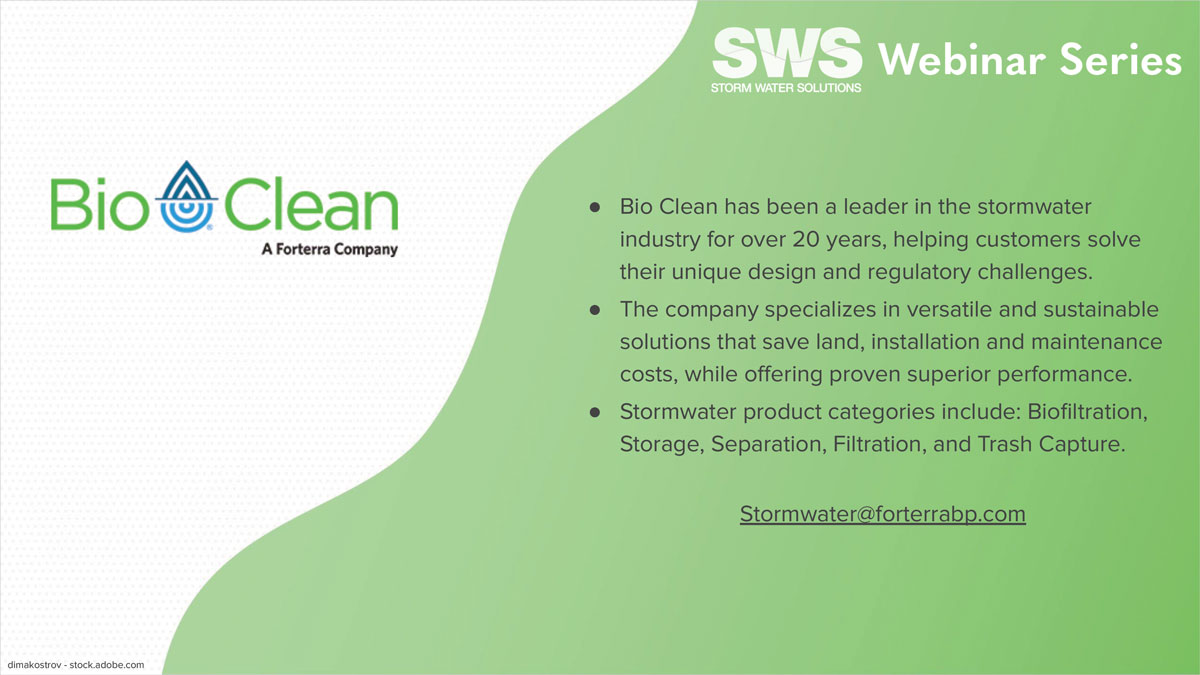 SWS
STORM WATER SOLUTIONS
Webinar Series
Bio Clean®
A Forterra Company
● Bio Clean has been a leader in the stormwater
industry for over 20 years, helping customers solve
their unique design and regulatory challenges.
● The company specializes in versatile and sustainable
solutions that save land, installation and maintenance
costs, while offering proven superior performance.
● Stormwater product categories include: Biofiltration,
Storage, Separation, Filtration, and Trash Capture.
Stormwater@forterrabp.com
dimakostrov - stock.adobe.com